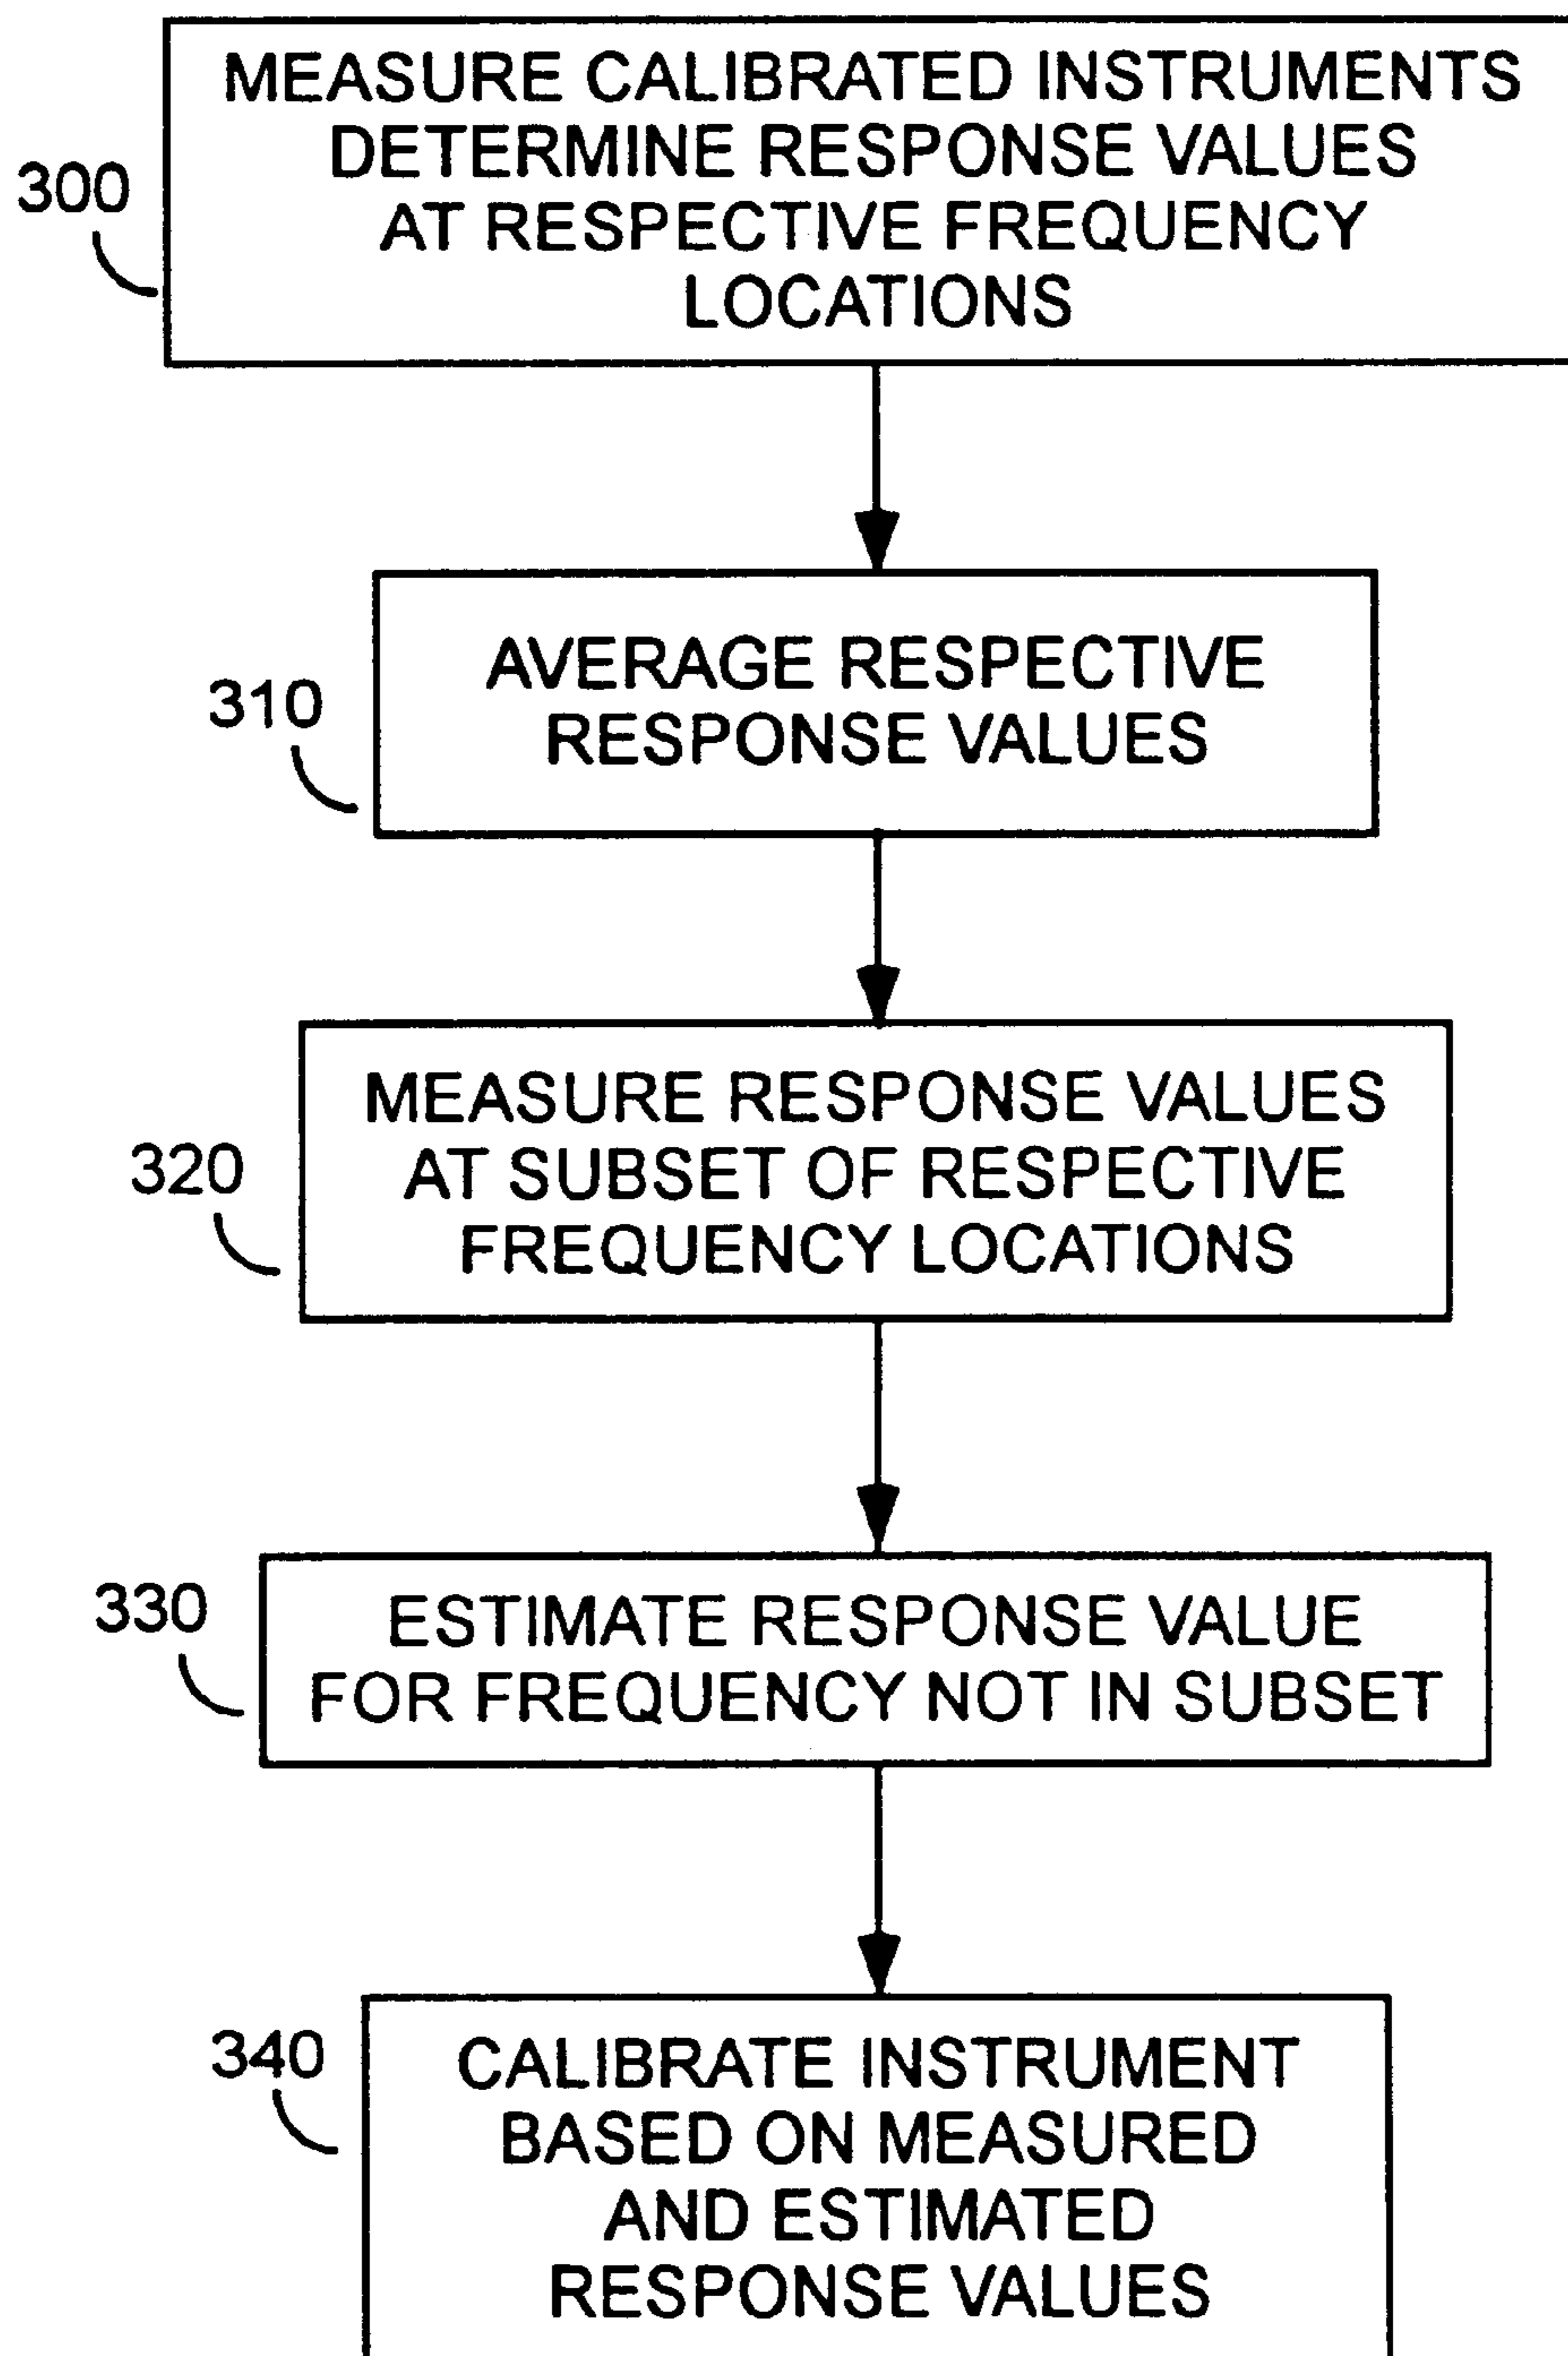 MEASURE CALIBRATED INSTRUMENTS
DETERMINE RESPONSE VALUES
AT RESPECTIVE FREQUENCY
LOCATIONS
300
AVERAGE RESPECTIVE
RESPONSE VALUES
310
MEASURE RESPONSE VALUES
AT SUBSET OF RESPECTIVE
FREQUENCY LOCATIONS
320
ESTIMATE RESPONSE VALUE
FOR FREQUENCY NOT IN SUBSET
330
CALIBRATE INSTRUMENT
BASED ON MEASURED
AND ESTIMATED
RESPONSE VALUES
340